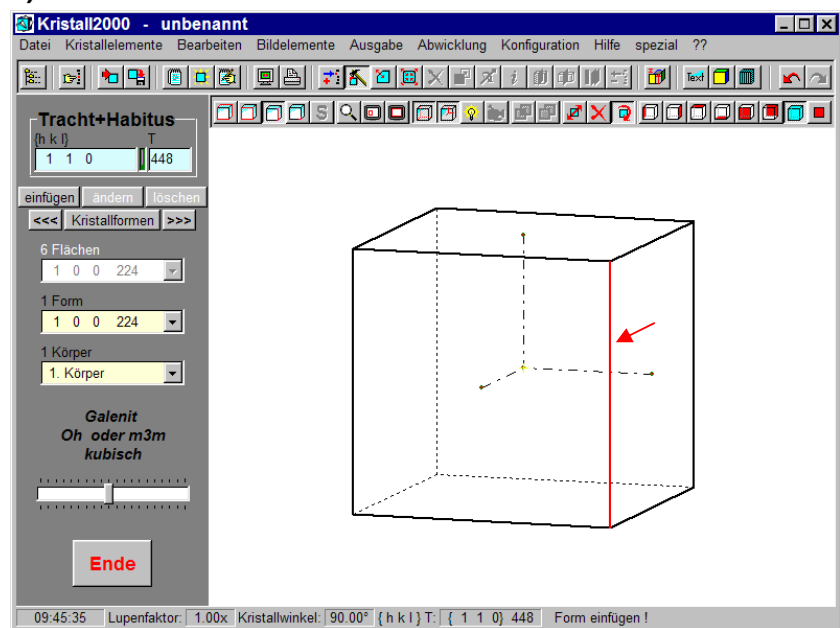 Kristall2000 - unbenannt
Datei Kristallelemente Bearbeiten Bildelemente Ausgabe Abwicklung Konfiguration Hilfe spezial ??
Text
S
Tracht+Habitus
{h k l} T
1 1 0 448
einfügen ändern löschen
<<< Kristallformen >>>
6 Flächen
1 0 0 224
1 Form
1 0 0 224
1 Körper
1. Körper
Galenit
Oh oder m3m
kubisch
Ende
09:45:35 Lupenfaktor: 1.00x Kristallwinkel: 90.00° { h k l } T: { 1 1 0} 448 Form einfügen !